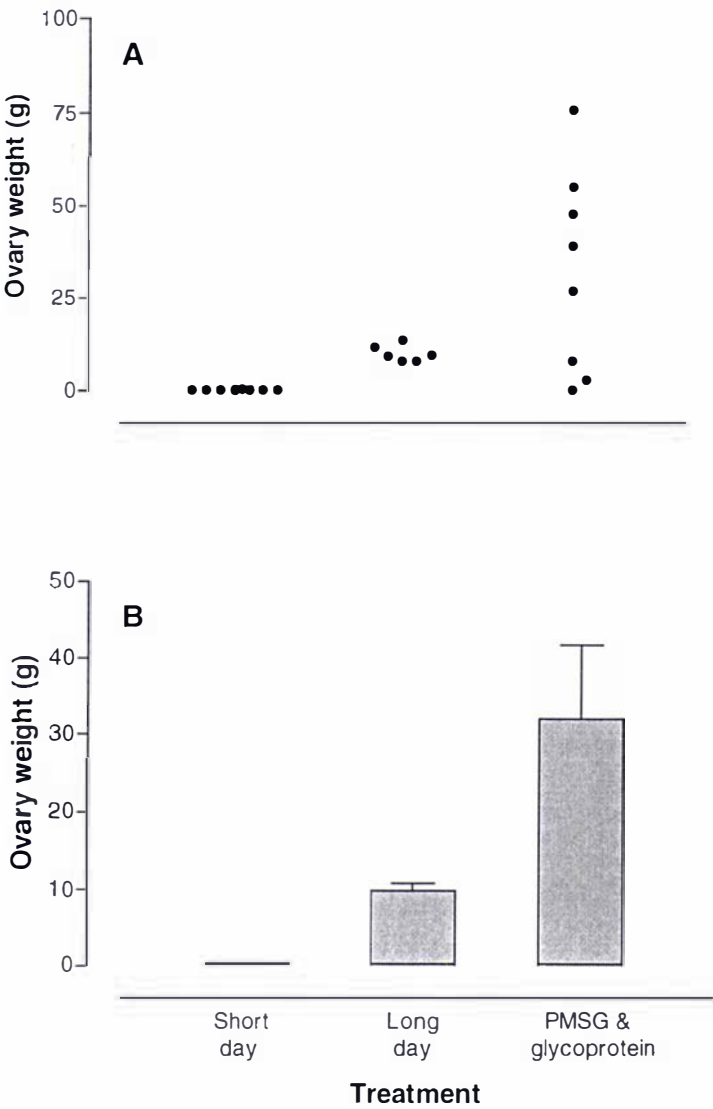 A
Ovary weight (g)
100
75
50
25
0
B
Ovary weight (g)
50
40
30
20
10
0
Short
day
Long
day
PMSG &
glycoprotein
Treatment